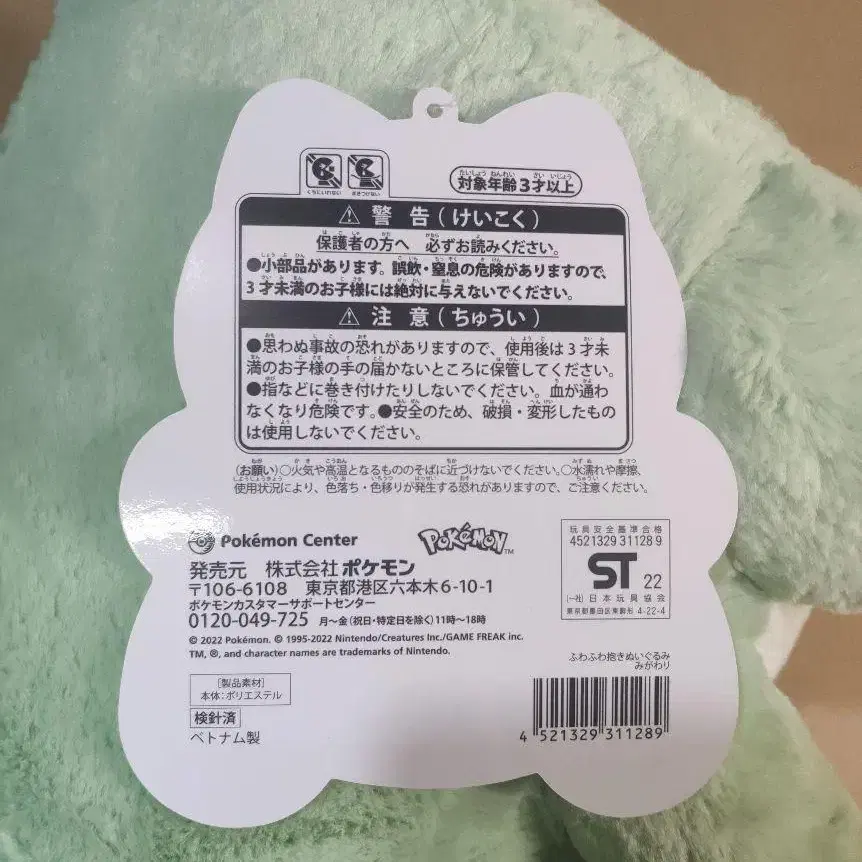 くちにいれない まきつけない
対象年齢3才以上
警 告(けいこく)
保護者の方へ 必ずお読みください。
●小部品があります。誤飲・窒息の危険がありますので、
3才未満のお子様には絶対に与えないでください。
注 意(ちゅうい)
●思わぬ事故の恐れがありますので、使用後は3才未
満のお子様の手の届かないところに保管してください。
●指などに巻き付けたりしないでください。血が通わ
なくなり危険です。●安全のため、破損・変形したもの
は使用しないでください。
(お願い)○火気や高温となるもののそばに近づけないでください。○水濡れや摩擦、
使用状況により、色落ち・色移りが発生する恐れがありますので、ご注意ください。
Pokémon Center
POKéMON™
発売元 株式会社ポケモン
〒106-6108 東京都港区六本木6-10-1
ポケモンカスタマーサポートセンター
0120-049-725 月~金(祝日・特定日を除く)11時~18時
© 2022 Pokémon. © 1995-2022 Nintendo/Creatures Inc./GAME FREAK inc.
TM, ®, and character names are trademarks of Nintendo.
玩具安全基準合格
4521329 31128 9
ST 22
(一社)日本玩具協会
東京都墨田区東駒形 4-22-4
[製品素材]
本体:ポリエステル
検針済
ベトナム製
ふわふわ抱きぬいぐるみ
みがわり
4 521329 311289